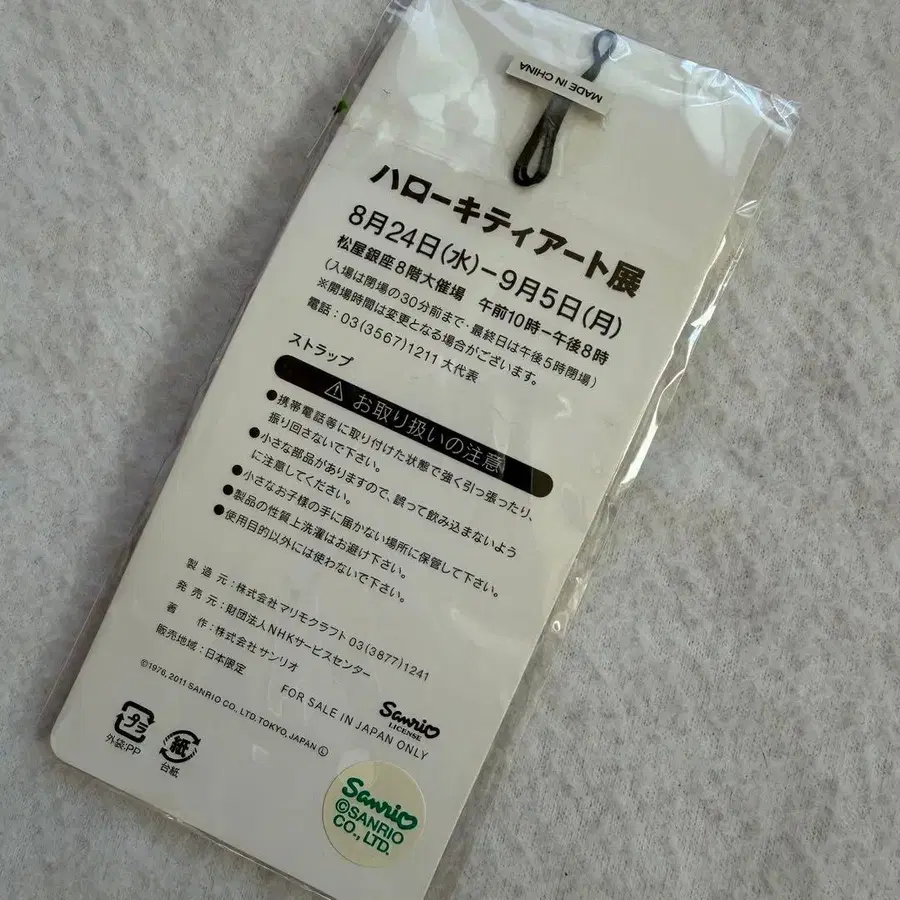 MADE IN CHINA
ハローキティアート展
8月24日(水)−9月5日(月)
松屋銀座8階大催場 午前10時−午後8時
(入場は閉場の30分前まで・最終日は午後5時閉場)
※開場時間は変更となる場合がございます。
電話:03(3567)1211 大代表
ストラップ
お取り扱いの注意
●携帯電話等に取り付けた状態で強く引っ張ったり、
振り回さないで下さい。
●小さな部品がありますので、誤って飲み込まないよう
に注意してください。
●小さなお子様の手に届かない場所に保管して下さい。
●製品の性質上洗濯はお避け下さい。
●使用目的以外には使わないで下さい。
製造元:株式会社マリモクラフト 03(3877)1241
発売元:財団法人NHKサービスセンター
著作:株式会社サンリオ
販売地域:日本限定
©1976, 2011 SANRIO CO., LTD. TOKYO, JAPAN Ⓛ
FOR SALE IN JAPAN ONLY
Sanrio
LICENSE
プラ
外袋:PP
紙
台紙
Sanrio
©SANRIO
CO., LTD.